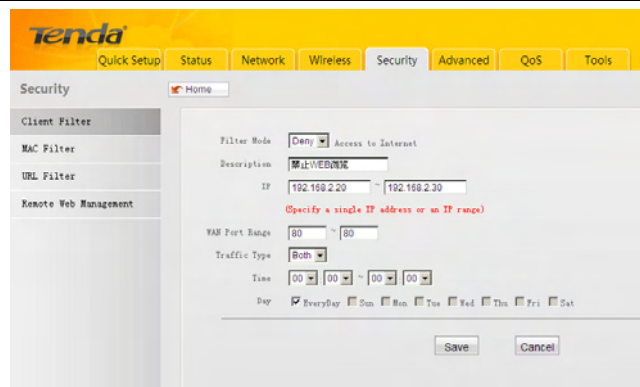 Tenda
Quick Setup Status Network Wireless Security Advanced QoS Tools
Security Home
Client Filter
MAC Filter
URL Filter
Remote Web Management
Filter Mode Deny Access to Internet
Description 禁止WEB浏览
IP 192.168.2.20 ~ 192.168.2.30
(Specify a single IP address or an IP range)
WAN Port Range 80 ~ 80
Traffic Type Both
Time 00 : 00 ~ 00 : 00
Day EveryDay Sun Mon Tue Wed Thu Fri Sat
Save Cancel